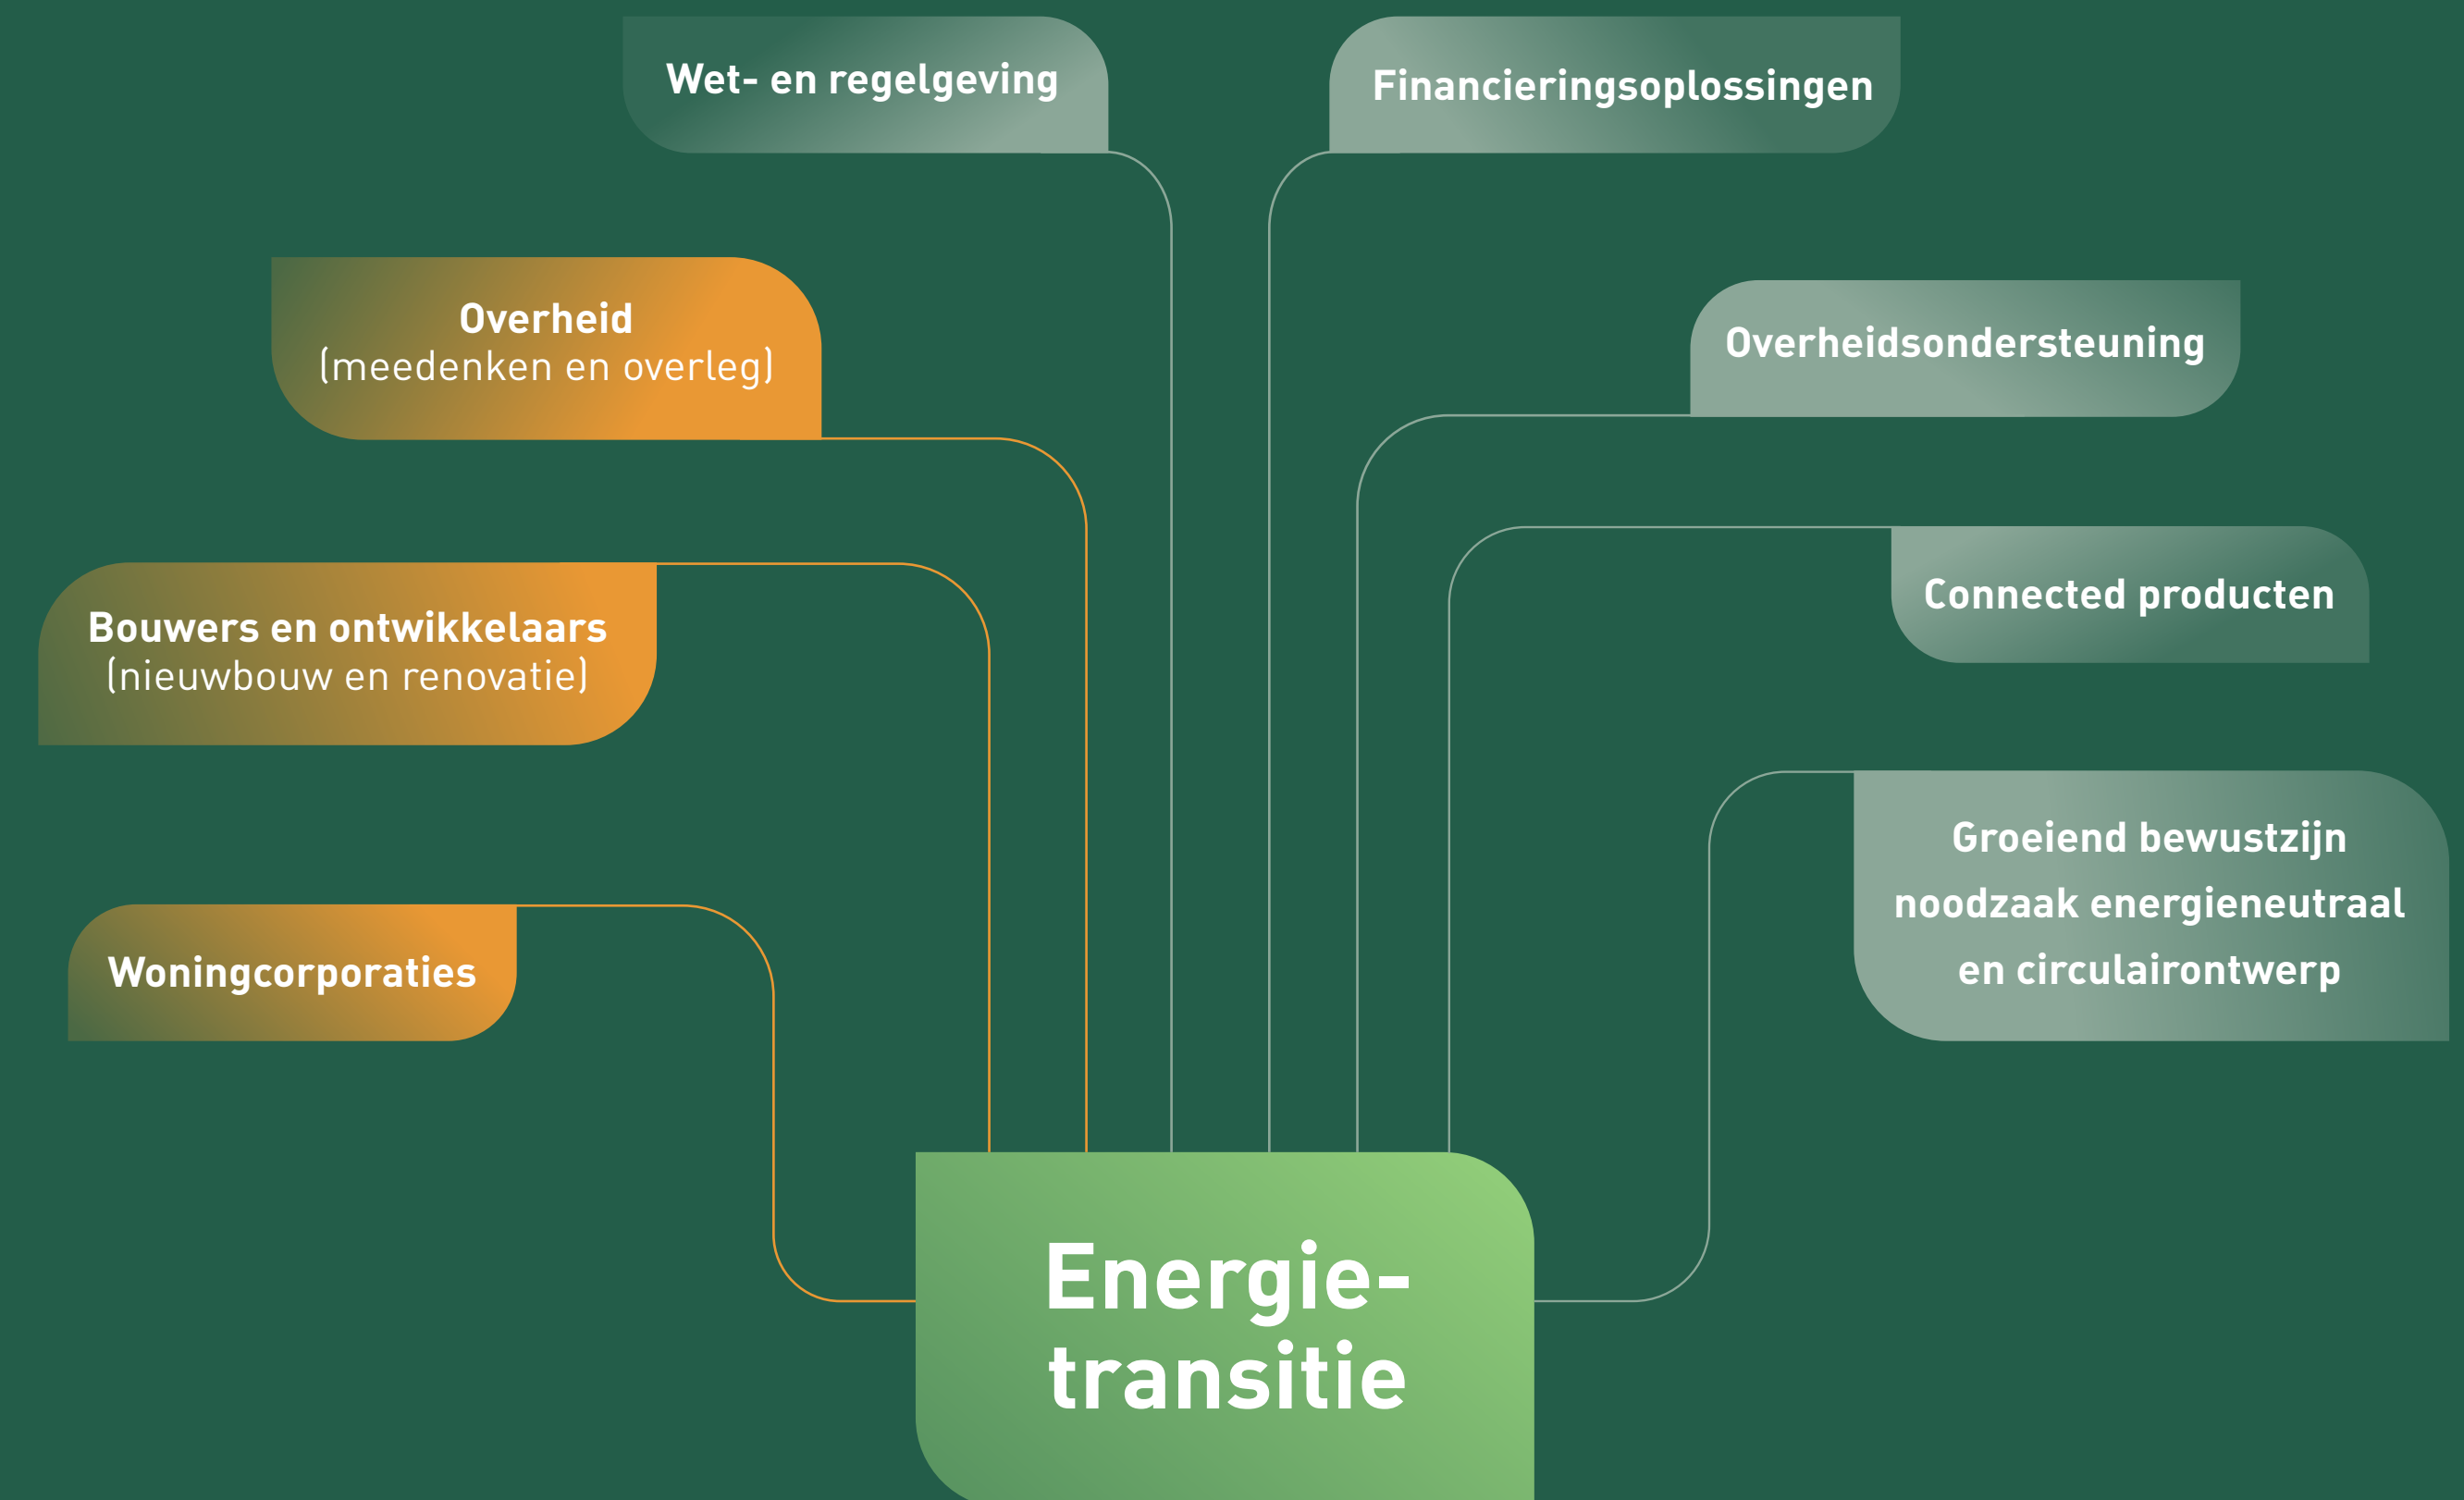 Wet- en regelgeving
Financieringsoplossingen
Overheid
(meedenken en overleg)
Overheidsondersteuning
Connected producten
Bouwers en ontwikkelaars
(nieuwbouw en renovatie)
Groeiend bewustzijn
noodzaak energieneutraal
en circulairontwerp
Woningcorporaties
Energie-
transitie